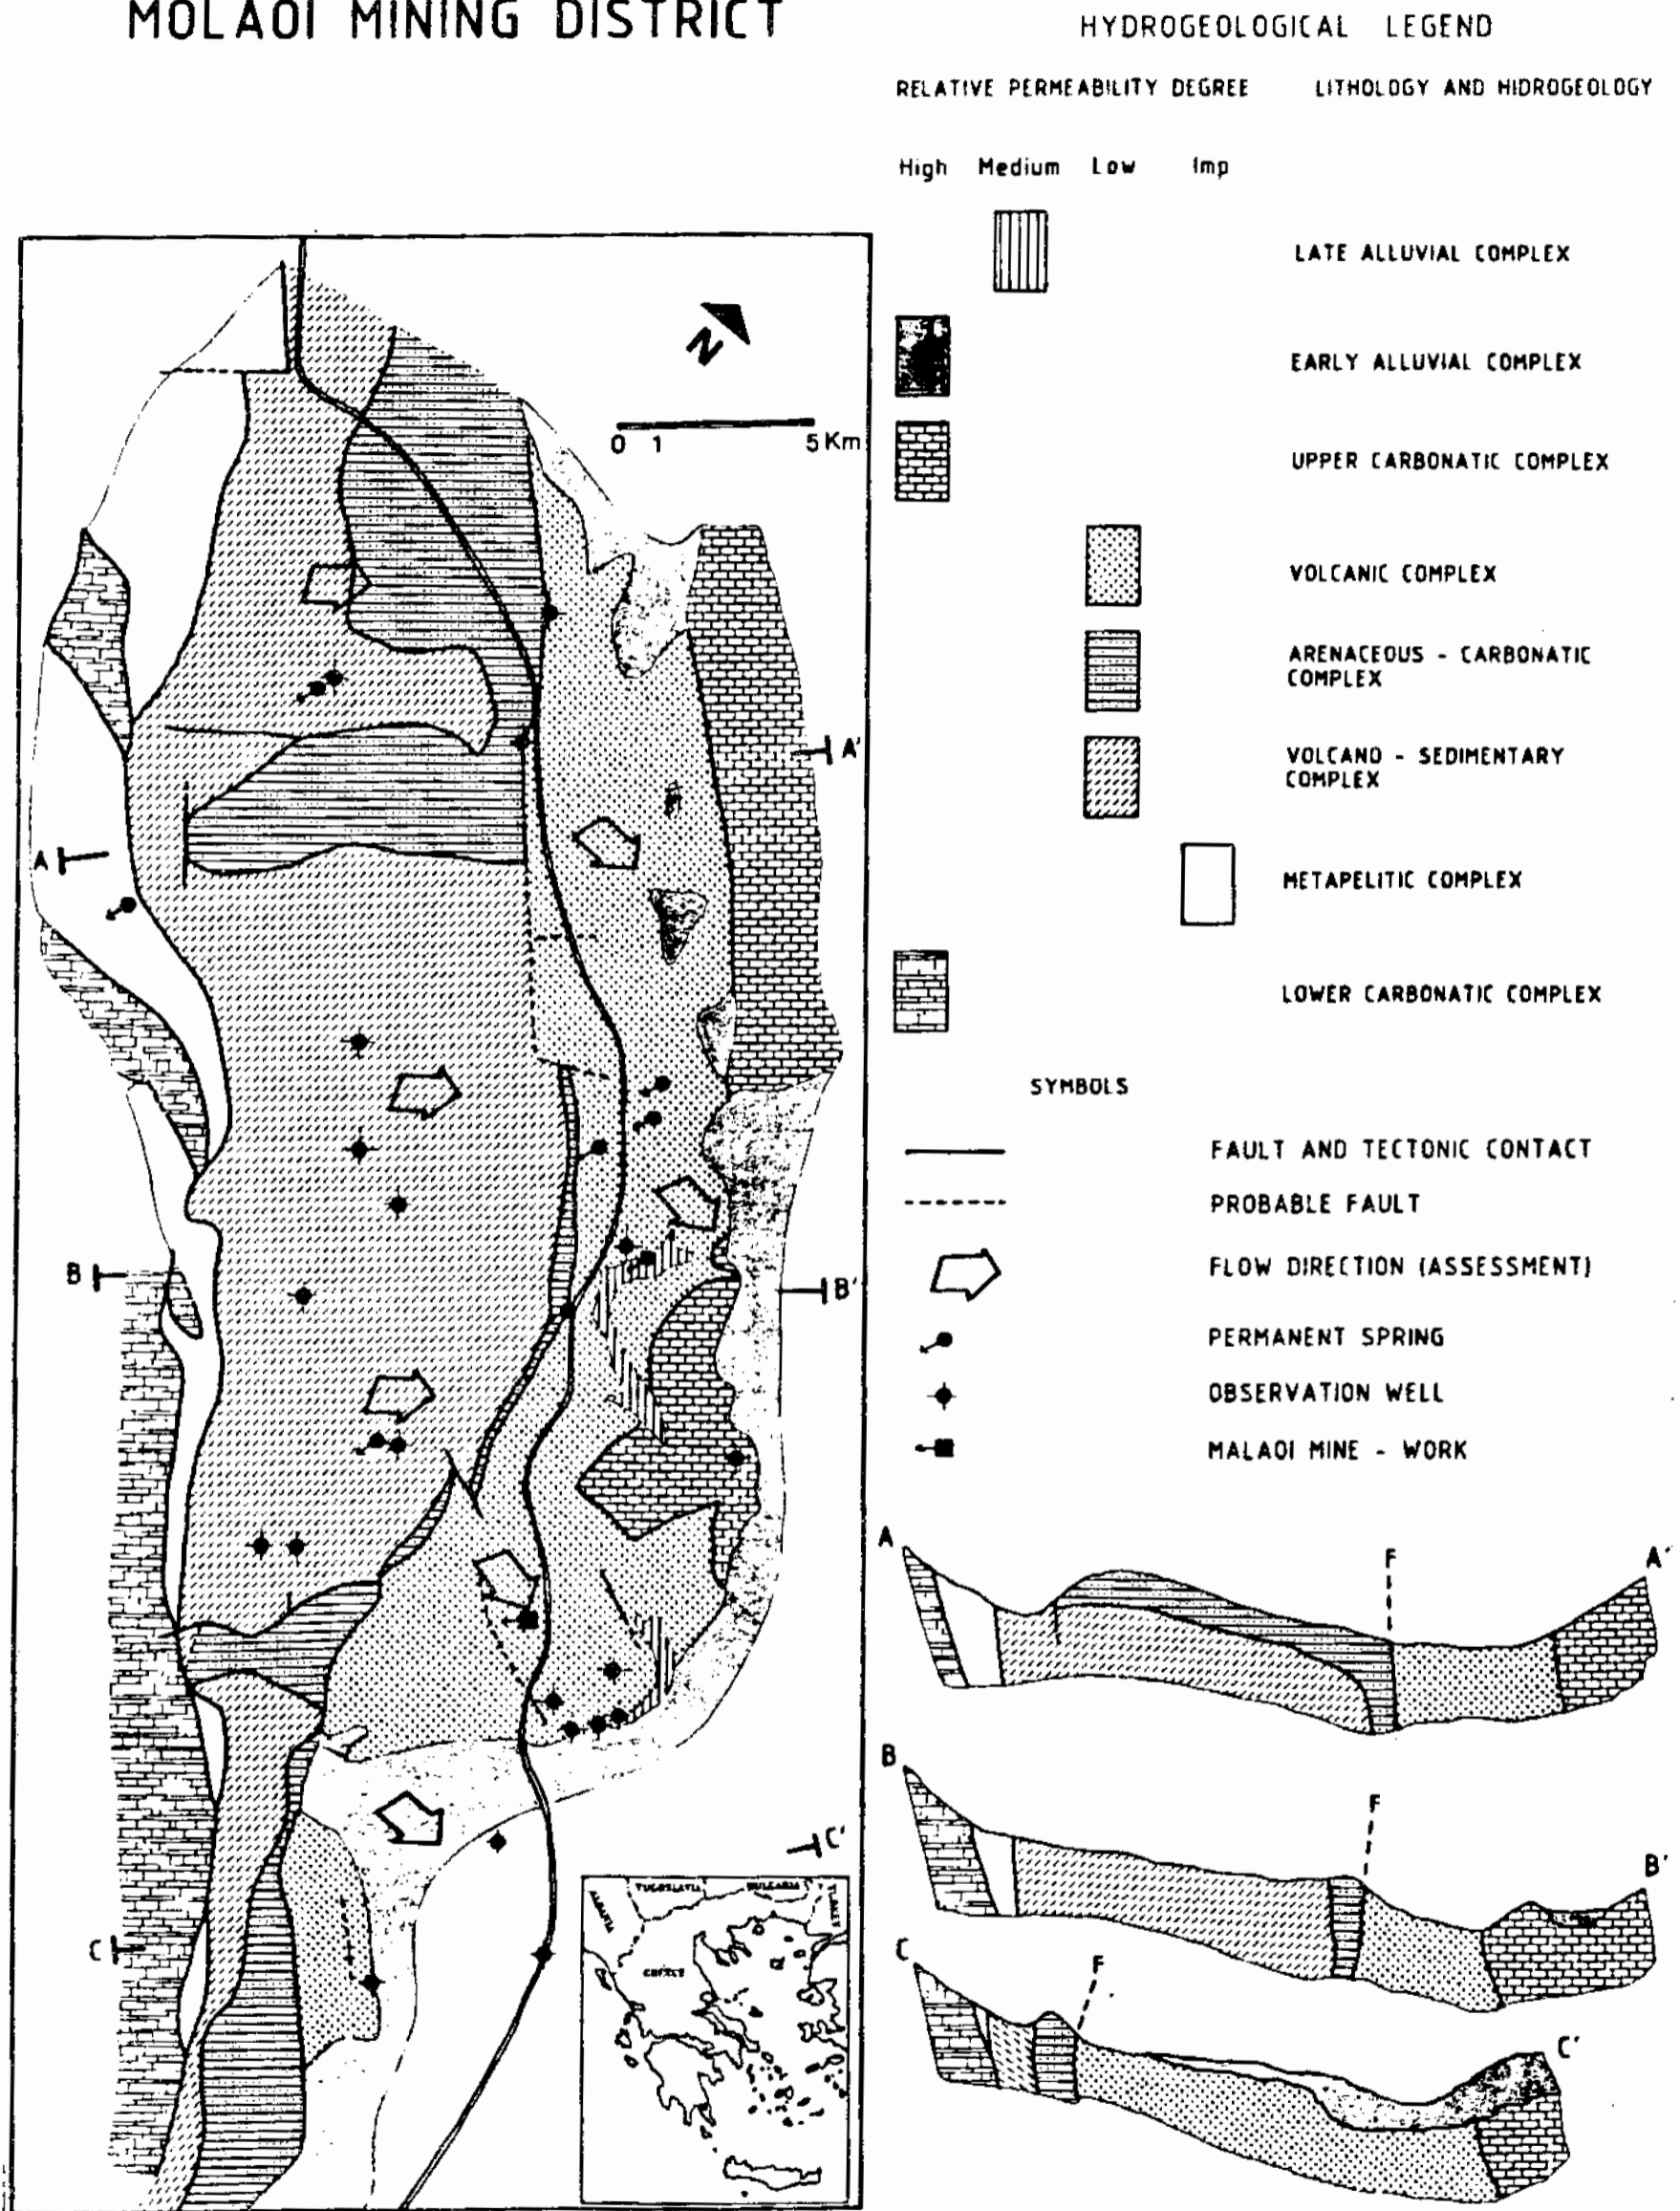 MOLAOI MINING DISTRICT
HYDROGEOLOGICAL LEGEND
RELATIVE PERMEABILITY DEGREE
LITHOLOGY AND HIDROGEOLOGY
High Medium Low Imp
LATE ALLUVIAL COMPLEX
EARLY ALLUVIAL COMPLEX
UPPER CARBONATIC COMPLEX
VOLCANIC COMPLEX
ARENACEOUS - CARBONATIC
COMPLEX
VOLCANO - SEDIMENTARY
COMPLEX
METAPELITIC COMPLEX
LOWER CARBONATIC COMPLEX
SYMBOLS
FAULT AND TECTONIC CONTACT
PROBABLE FAULT
FLOW DIRECTION (ASSESSMENT)
PERMANENT SPRING
OBSERVATION WELL
MALAOI MINE - WORK
N
0 1 5 Km
A A'
B B'
C C'
ALBANIA
YUGOSLAVIA
BULGARIA
TURKEY
GREECE
A F A'
B F B'
C F C'